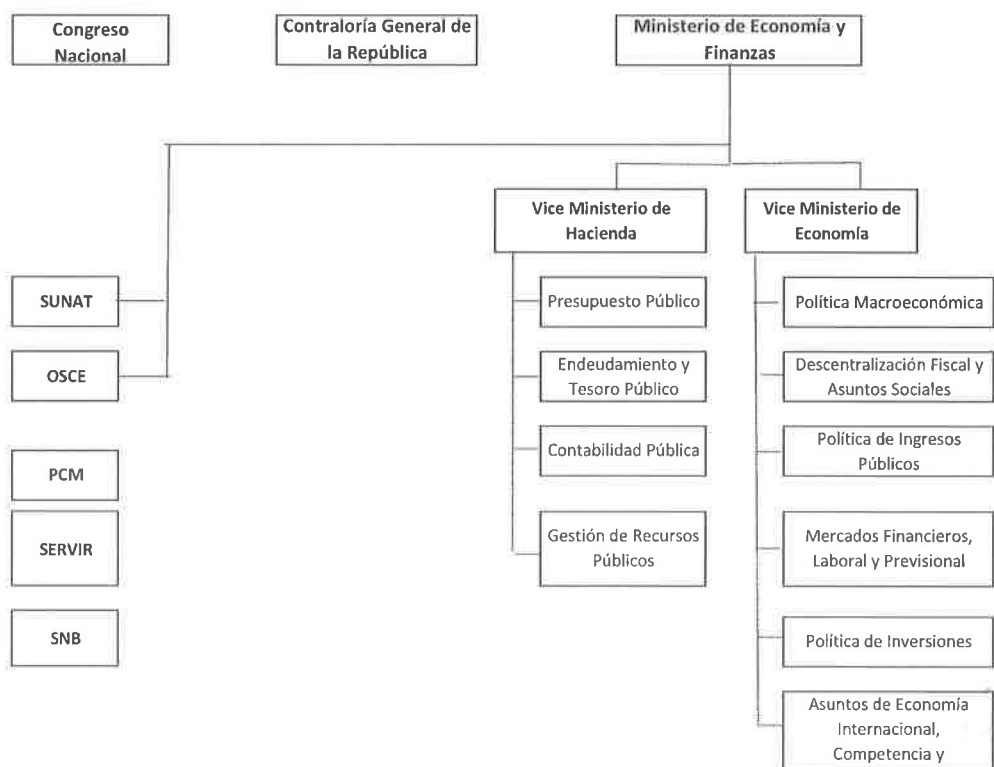 Congreso
Nacional
Contraloría General de
la República
Ministerio de Economía y
Finanzas
Vice Ministerio de
Hacienda
Vice Ministerio de
Economía
SUNAT
OSCE
PCM
SERVIR
SNB
Presupuesto Público
Endeudamiento y
Tesoro Público
Contabilidad Pública
Gestión de Recursos
Públicos
Política Macroeconómica
Descentralización Fiscal y
Asuntos Sociales
Política de Ingresos
Públicos
Mercados Financieros,
Laboral y Previsional
Política de Inversiones
Asuntos de Economía
Internacional,
Competencia y